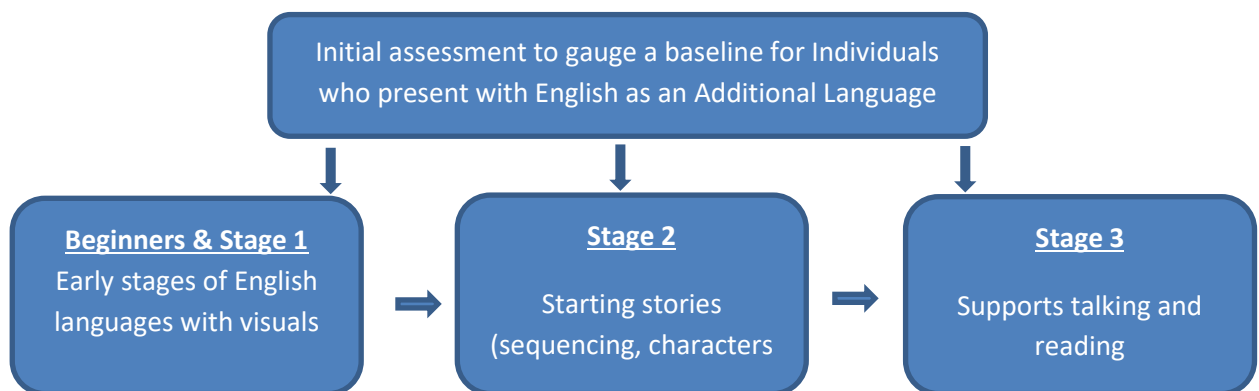 Initial assessment to gauge a baseline for Individuals
who present with English as an Additional Language
Beginners & Stage 1
Early stages of English
languages with visuals
Stage 2
Starting stories
(sequencing, characters
Stage 3
Supports talking and
reading